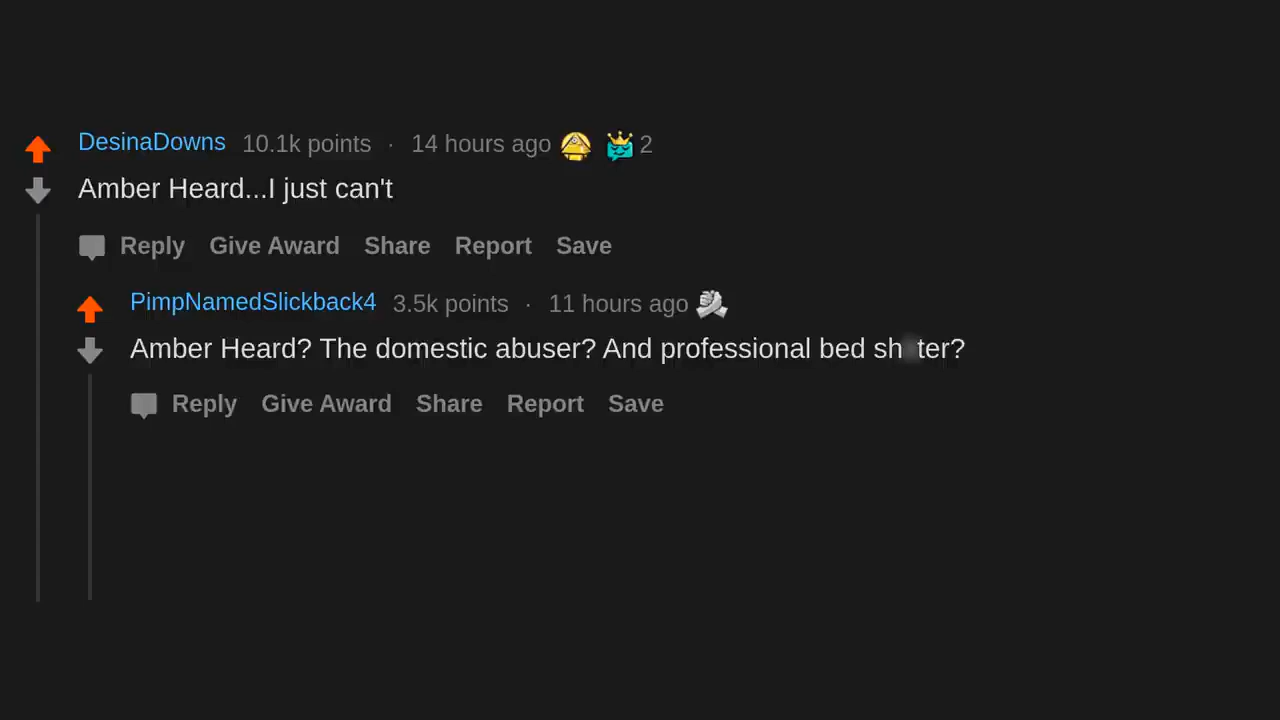 DesinaDowns 10.1k points · 14 hours ago 2
Amber Heard...I just can't
Reply Give Award Share Report Save
PimpNamedSlickback4 3.5k points · 11 hours ago
Amber Heard? The domestic abuser? And professional bed sh ter?
Reply Give Award Share Report Save